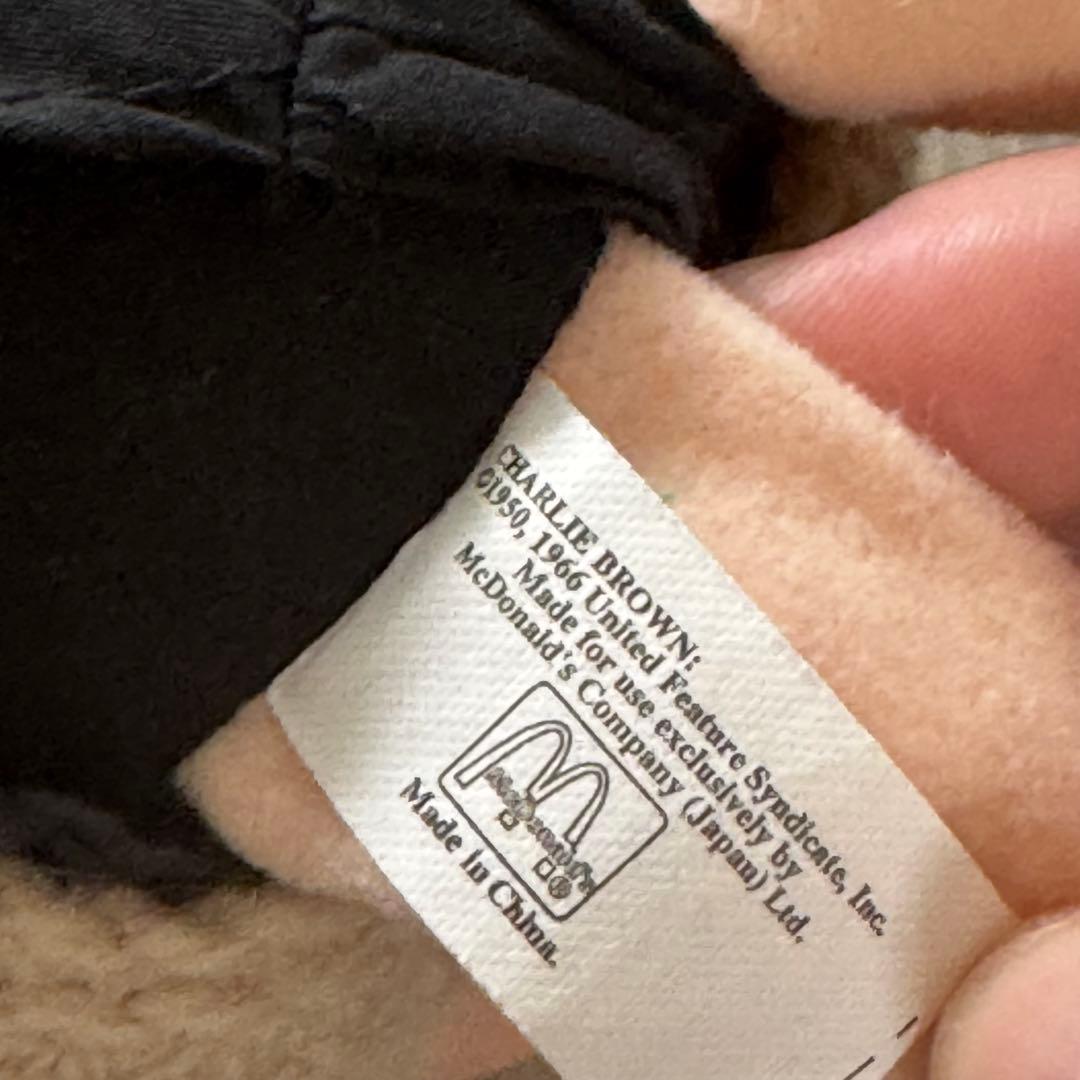 CHARLIE BROWN:
©1950, 1966 United Feature Syndicate, Inc.
Made for use exclusively by
McDonald's Company (Japan) Ltd.
McDonald's
®
Made in China.